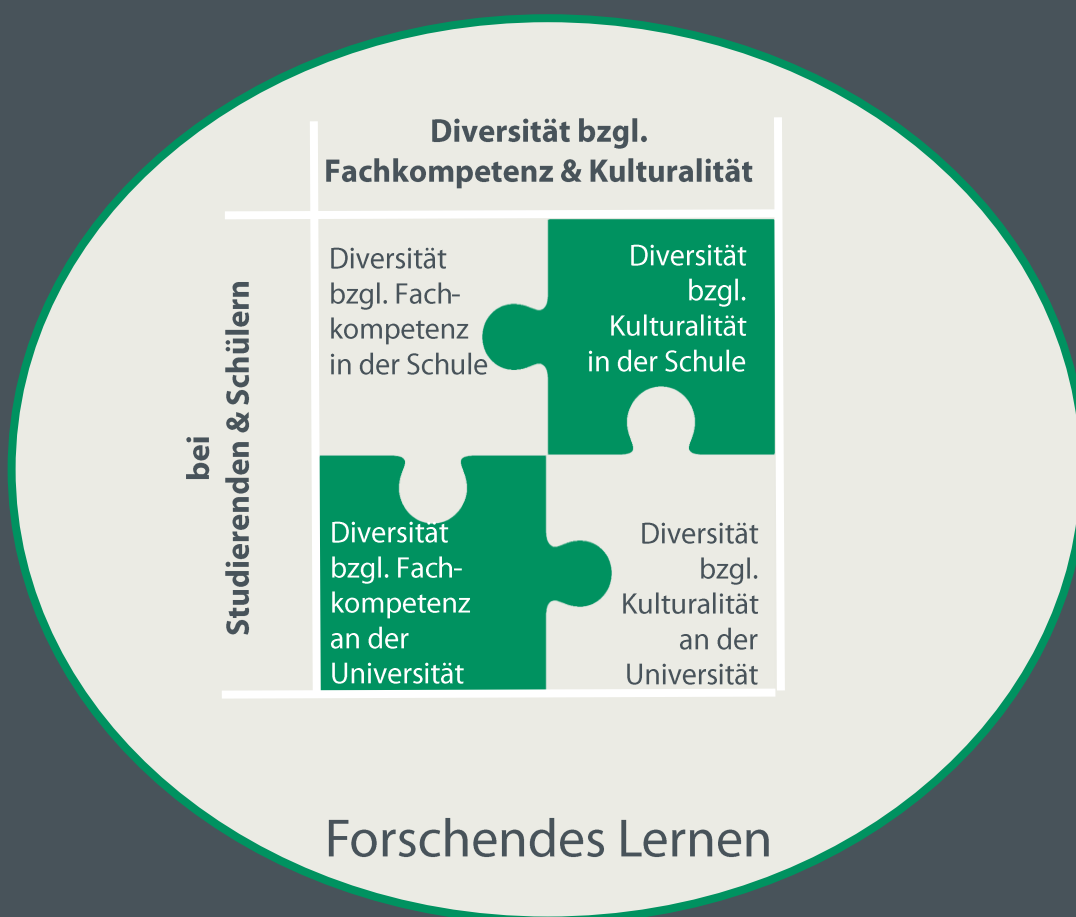 Diversität bzgl.
Fachkompetenz & Kulturalität
bei
Studierenden & Schülern
Diversität
bzgl. Fach-
kompetenz
in der Schule
Diversität
bzgl.
Kulturalität
in der Schule
Diversität
bzgl. Fach-
kompetenz
an der
Universität
Diversität
bzgl.
Kulturalität
an der
Universität
Forschendes Lernen